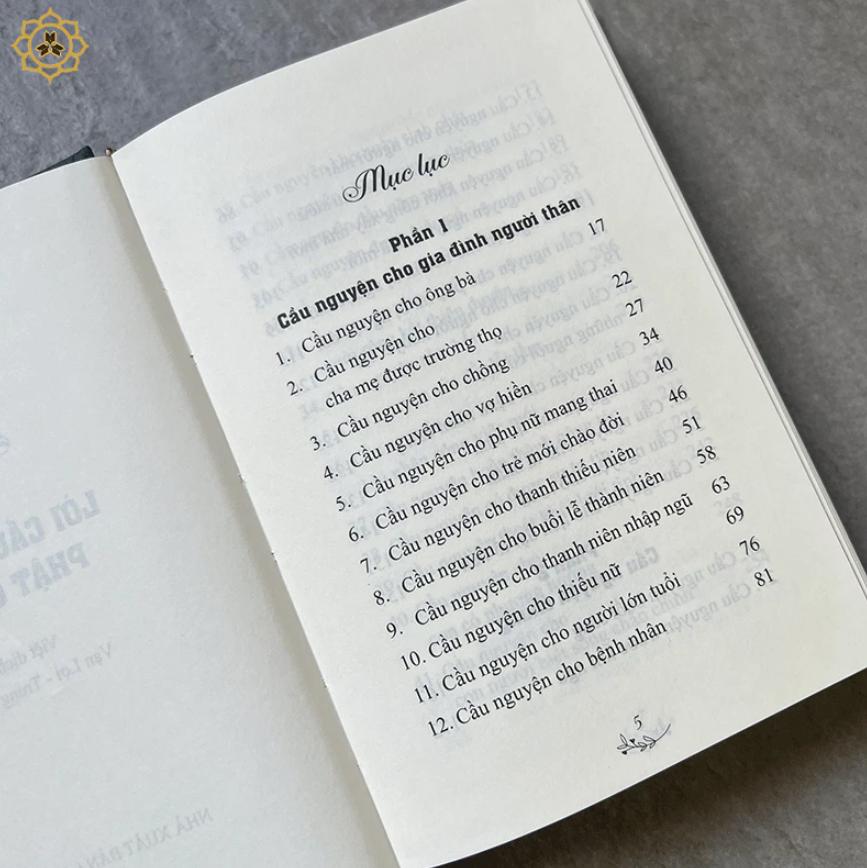 Mục lục
Phần 1
Cầu nguyện cho gia đình người thân
1. Cầu nguyện cho ông bà 17
2. Cầu nguyện cho
cha mẹ được trường thọ 22
3. Cầu nguyện cho chồng 27
4. Cầu nguyện cho vợ hiền 34
5. Cầu nguyện cho phụ nữ mang thai 40
6. Cầu nguyện cho trẻ mới chào đời 46
7. Cầu nguyện cho thanh thiếu niên 51
8. Cầu nguyện cho buổi lễ thành niên 58
9. Cầu nguyện cho thanh niên nhập ngũ 63
10. Cầu nguyện cho thiếu nữ 69
11. Cầu nguyện cho người lớn tuổi 76
12. Cầu nguyện cho bệnh nhân 81
5